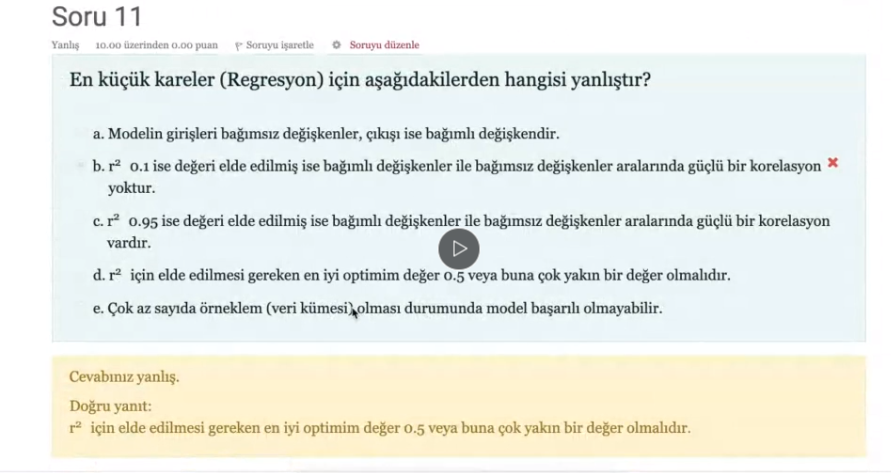 Soru 11
Yanlış 10.00 üzerinden 0.00 puan Soruyu işaretle Soruyu düzenle
En küçük kareler (Regresyon) için aşağıdakilerden hangisi yanlıştır?
a. Modelin girişleri bağımsız değişkenler, çıkışı ise bağımlı değişkendir.
b. r² 0.1 ise değeri elde edilmiş ise bağımlı değişkenler ile bağımsız değişkenler aralarında güçlü bir korelasyon
yoktur.
c. r² 0.95 ise değeri elde edilmiş ise bağımlı değişkenler ile bağımsız değişkenler aralarında güçlü bir korelasyon
vardır.
d. r² için elde edilmesi gereken en iyi optimim değer 0.5 veya buna çok yakın bir değer olmalıdır.
e. Çok az sayıda örneklem (veri kümesi) olması durumunda model başarılı olmayabilir.
Cevabınız yanlış.
Doğru yanıt:
r² için elde edilmesi gereken en iyi optimim değer 0.5 veya buna çok yakın bir değer olmalıdır.